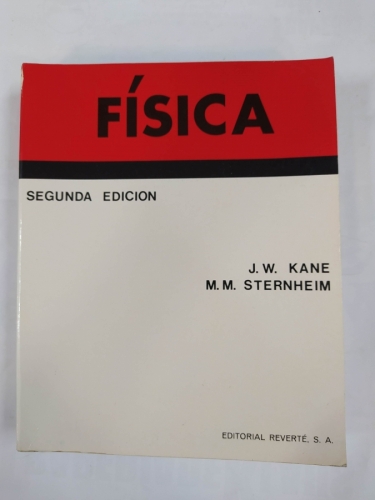 FÍSICA
SEGUNDA EDICION
J.W. KANE
M.M. STERNHEIM
EDITORIAL REVERTÉ, S. A.